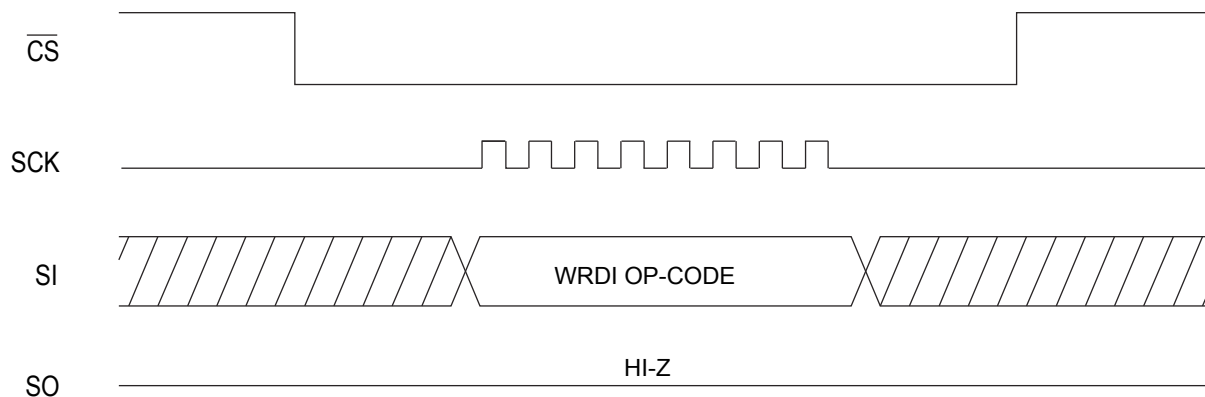 CS
SCK
SI
WRDI OP-CODE
HI-Z
SO